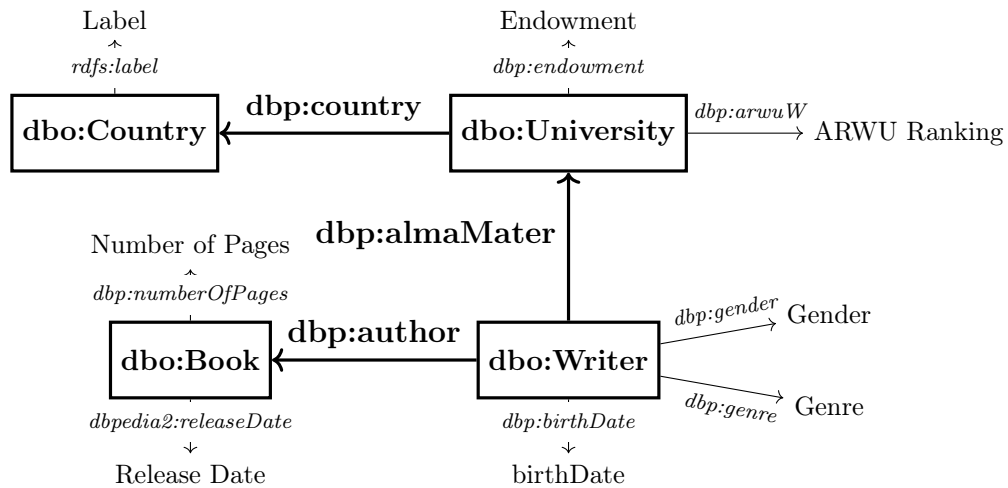 Label
Endowment
rdfs:label
dbp:endowment
dbo:Country
dbp:country
dbo:University
dbp:arwuW
ARWU Ranking
dbp:almaMater
Number of Pages
dbp:numberOfPages
dbo:Book
dbp:author
dbo:Writer
dbp:gender
Gender
dbp:genre
Genre
dbpedia2:releaseDate
dbp:birthDate
Release Date
birthDate